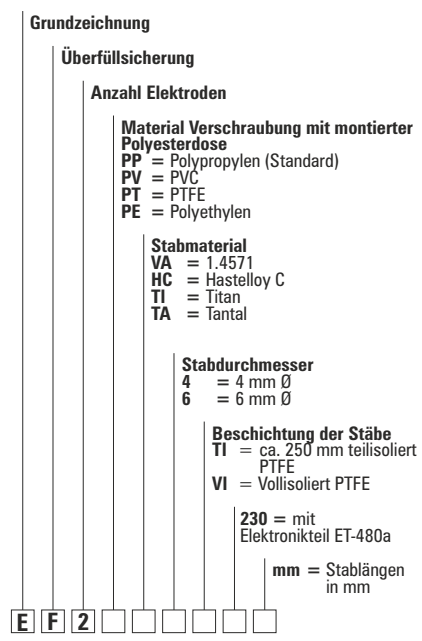 Grundzeichnung
Überfüllsicherung
Anzahl Elektroden
Material Verschraubung mit montierter
Polyesterdose
PP = Polypropylen (Standard)
PV = PVC
PT = PTFE
PE = Polyethylen
Stabmaterial
VA = 1.4571
HC = Hastelloy C
TI = Titan
TA = Tantal
Stabdurchmesser
4 = 4 mm Ø
6 = 6 mm Ø
Beschichtung der Stäbe
TI = ca. 250 mm teilisoliert
PTFE
VI = Vollisoliert PTFE
230 = mit
Elektronikteil ET-480a
mm = Stablängen
in mm
E F 2